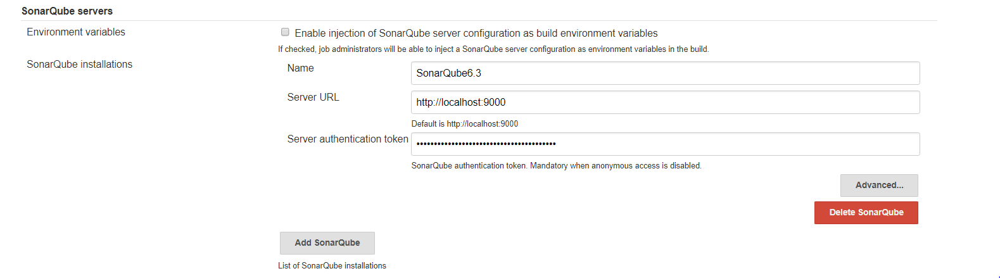 SonarQube servers
Environment variables
Enable injection of SonarQube server configuration as build environment variables
If checked, job administrators will be able to inject a SonarQube server configuration as environment variables in the build.
SonarQube installations
Name
SonarQube6.3
Server URL
http://localhost:9000
Default is http://localhost:9000
Server authentication token
••••••••••••••••••••••••••••••••••••••••
SonarQube authentication token. Mandatory when anonymous access is disabled.
Advanced...
Delete SonarQube
Add SonarQube
List of SonarQube installations